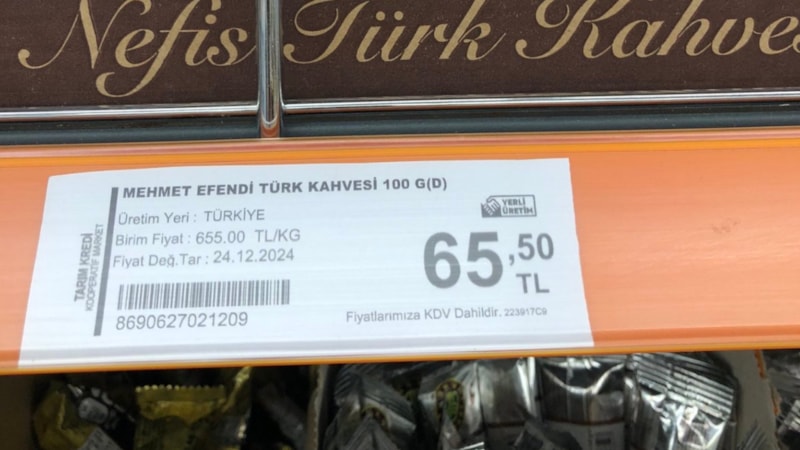 Nefis Türk Kahves
MEHMET EFENDİ TÜRK KAHVESİ 100 G(D)
Üretim Yeri : TÜRKİYE
YERLİ ÜRETİM
Birim Fiyat : 655.00 TL/KG
Fiyat Değ.Tar : 24.12.2024
65,50 TL
8690627021209
Fiyatlarımıza KDV Dahildir. 223917C9
TARIM KREDİ
KOOPERATİF MARKET